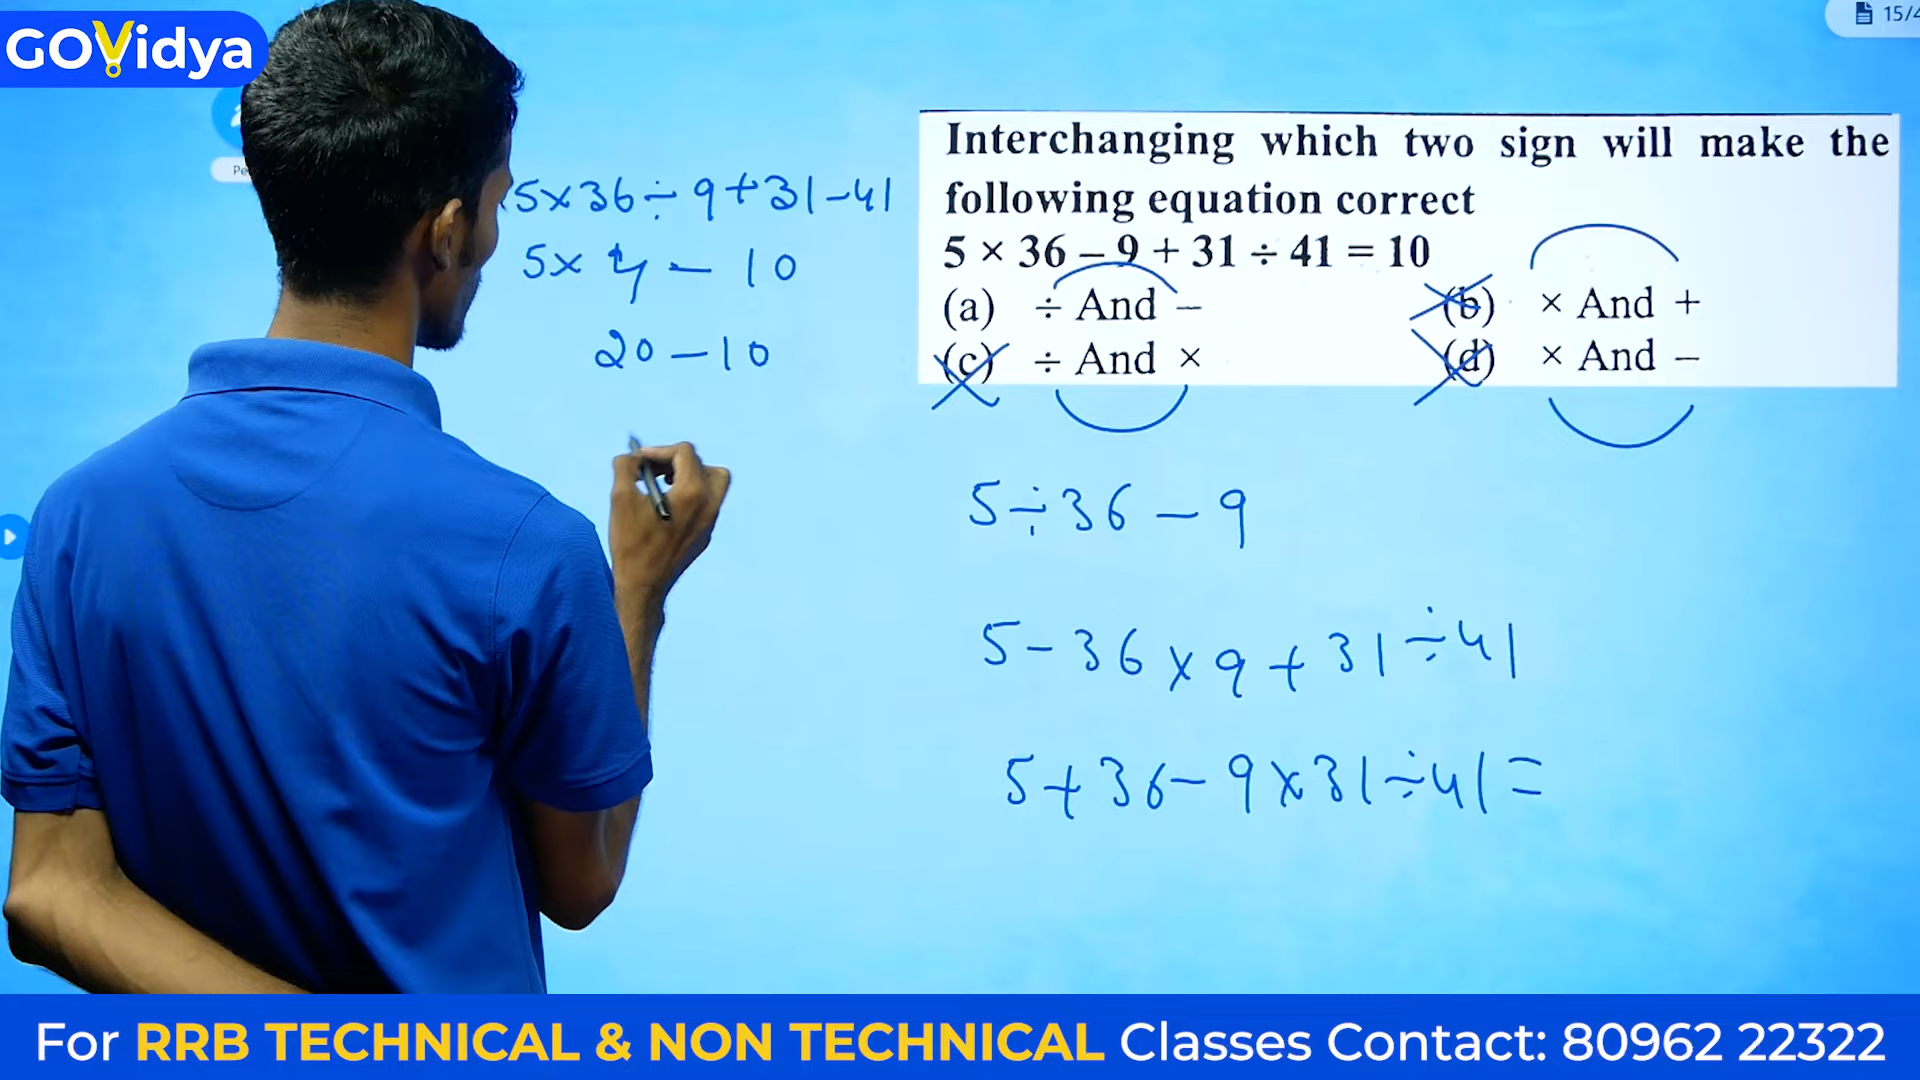 GOVidya
15/4
Pe
5×36÷9+31-41
5×4-10
20-10
Interchanging which two sign will make the
following equation correct
5 × 36 – 9 + 31 ÷ 41 = 10
(a) ÷ And –
(b) × And +
(c) ÷ And ×
(d) × And –
5÷36-9
5-36×9+31÷41
5+36-9×31÷41=
For RRB TECHNICAL & NON TECHNICAL Classes Contact: 80962 22322